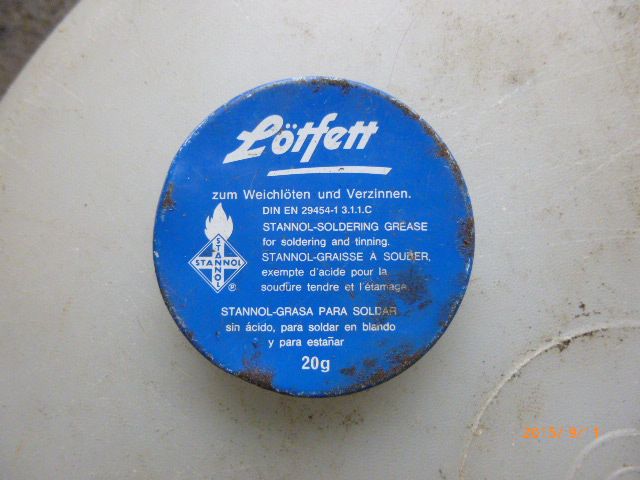 Lötfett
zum Weichlöten und Verzinnen.
DIN EN 29454-1 3.1.1.C
STANNOL-SOLDERING GREASE
for soldering and tinning.
STANNOL-GRAISSE À SOUDER,
exempte d'acide pour la
soudure tendre et l'étamage.
STANNOL
STANNOL
®
STANNOL-GRASA PARA SOLDAR
sin ácido, para soldar en blando
y para estañar
20g